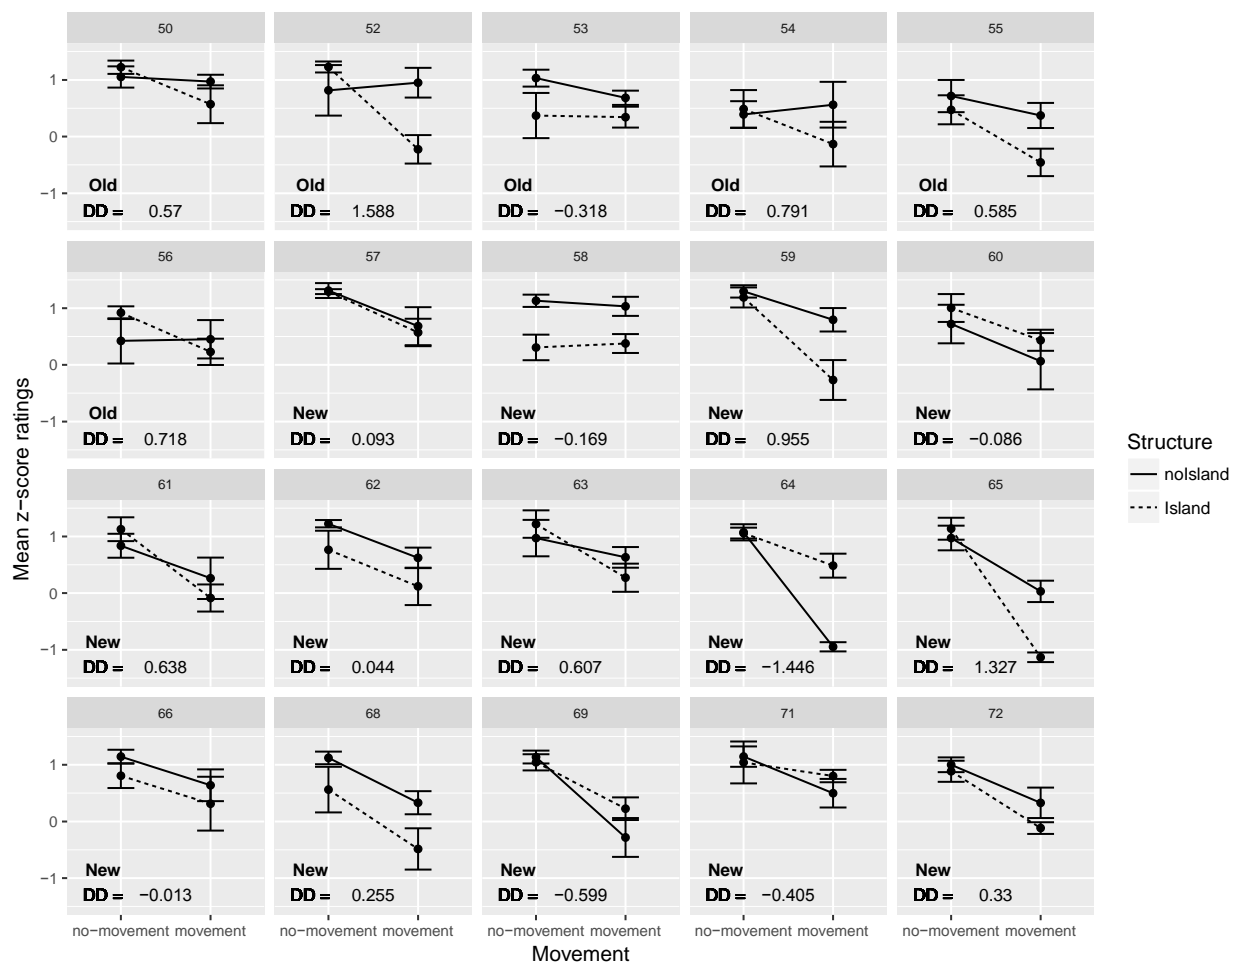 50 52 53 54 55
1
0
−1
Old Old Old Old Old
DD = 0.57 DD = 1.588 DD = −0.318 DD = 0.791 DD = 0.585
56 57 58 59 60
1
0
−1
Old New New New New
DD = 0.718 DD = 0.093 DD = −0.169 DD = 0.955 DD = −0.086
61 62 63 64 65
1
0
−1
New New New New New
DD = 0.638 DD = 0.044 DD = 0.607 DD = −1.446 DD = 1.327
66 68 69 71 72
1
0
−1
New New New New New
DD = −0.013 DD = 0.255 DD = −0.599 DD = −0.405 DD = 0.33
no−movement movement no−movement movement no−movement movement no−movement movement no−movement movement
Movement
Mean z−score ratings
Structure
noIsland
Island